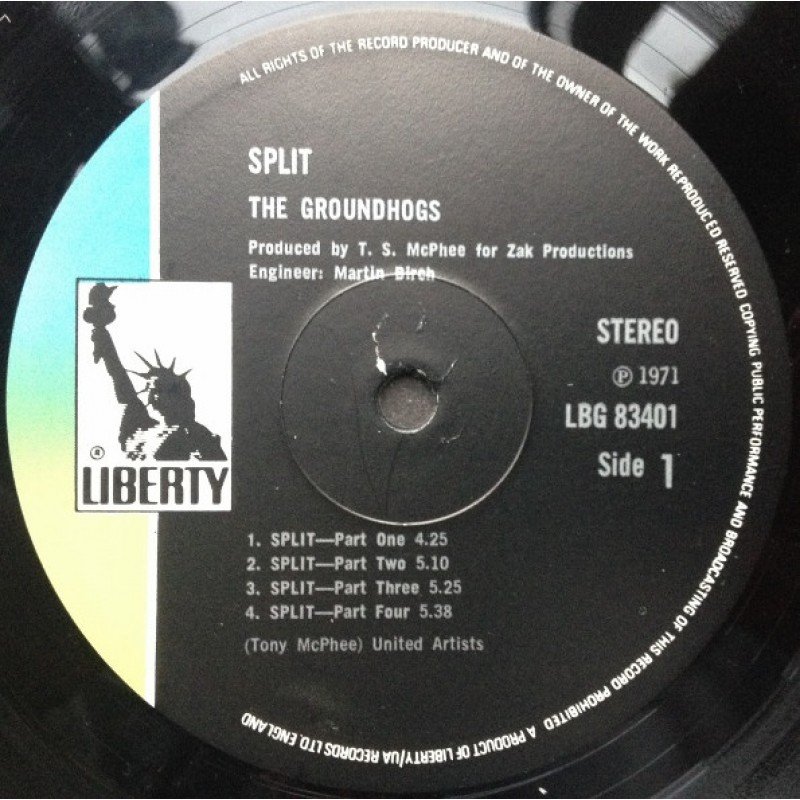 ALL RIGHTS OF THE RECORD PRODUCER AND OF THE OWNER OF THE WORK REPRODUCED RESERVED COPYING PUBLIC PERFORMANCE AND BROADCASTING OF THIS RECORD PROHIBITED A PRODUCT OF LIBERTY/UA RECORDS LTD. ENGLAND
SPLIT
THE GROUNDHOGS
Produced by T. S. McPhee for Zak Productions
Engineer: Martin Birch
STEREO
Ⓟ 1971
LBG 83401
Side 1
®
LIBERTY
1. SPLIT—Part One 4.25
2. SPLIT—Part Two 5.10
3. SPLIT—Part Three 5.25
4. SPLIT—Part Four 5.38
(Tony McPhee) United Artists